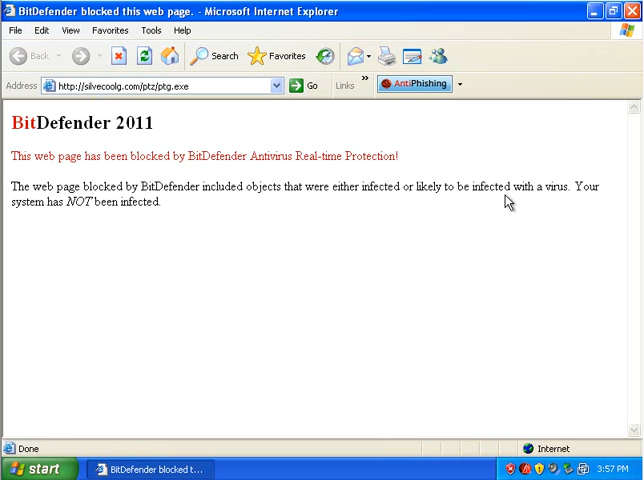 BitDefender blocked this web page. - Microsoft Internet Explorer
File Edit View Favorites Tools Help
Back Search Favorites
Address http://silvecoolg.com/ptz/ptg.exe Go Links » AntiPhishing
BitDefender 2011
This web page has been blocked by BitDefender Antivirus Real-time Protection!
The web page blocked by BitDefender included objects that were either infected or likely to be infected with a virus. Your
system has NOT been infected.
Done Internet
start BitDefender blocked t... 3:57 PM